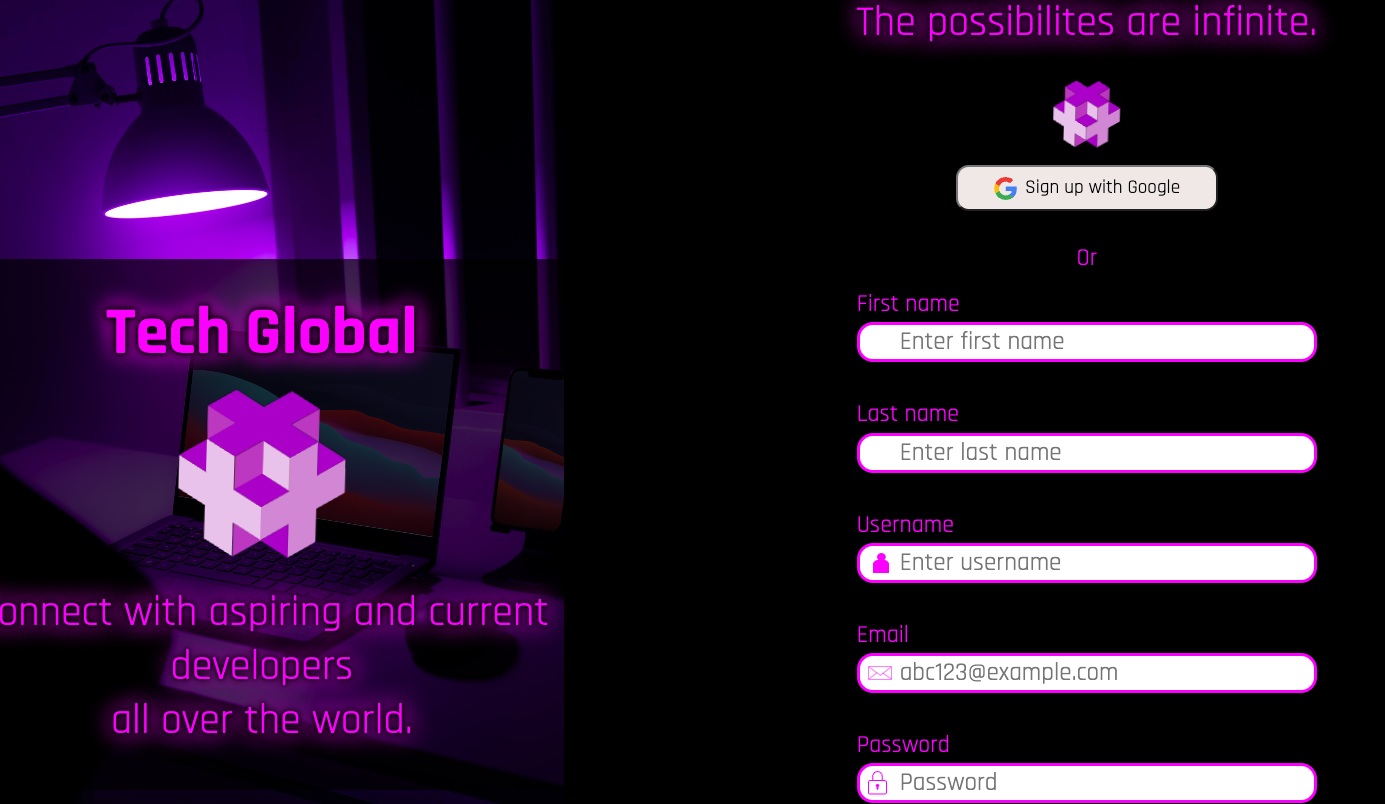 Tech Global
onnect with aspiring and current
developers
all over the world.
The possibilites are infinite.
Sign up with Google
Or
First name
Enter first name
Last name
Enter last name
Username
Enter username
Email
abc123@example.com
Password
Password